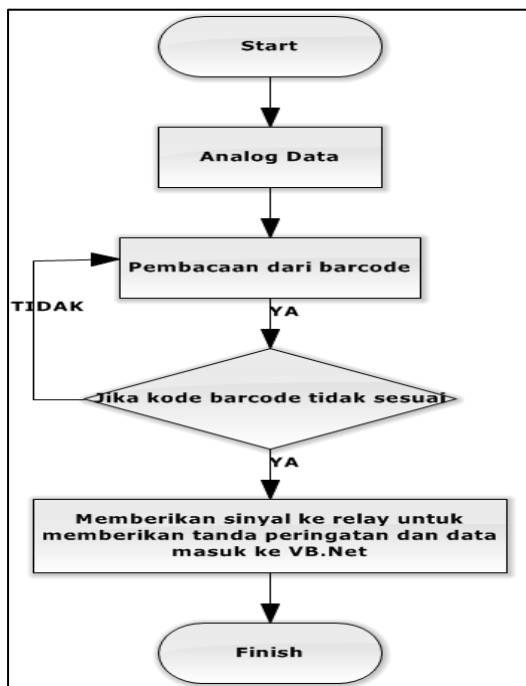 Start
Analog Data
Pembacaan dari barcode
TIDAK
YA
Jika kode barcode tidak sesuai
YA
Memberikan sinyal ke relay untuk
memberikan tanda peringatan dan data
masuk ke VB.Net
Finish